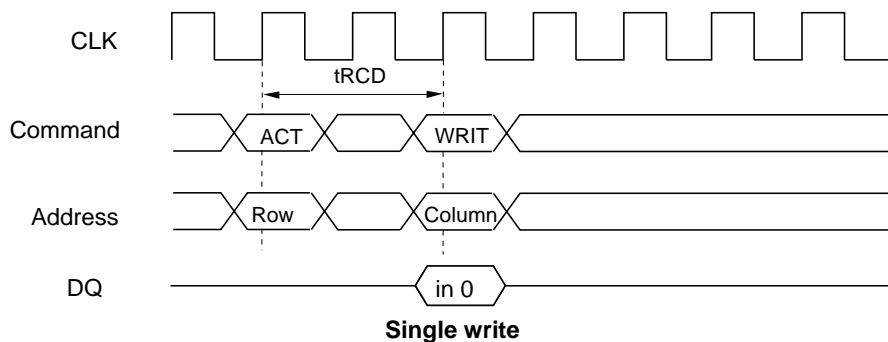 CLK
tRCD
Command ACT WRIT
Address Row Column
DQ in 0
Single write